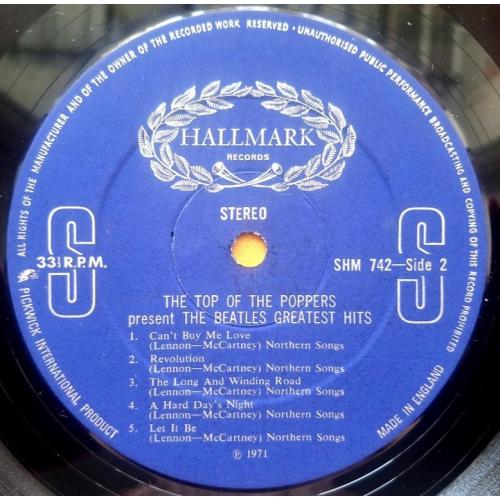 ALL RIGHTS OF THE MANUFACTURER AND OF THE OWNER OF THE RECORDED WORK RESERVED • UNAUTHORISED PUBLIC PERFORMANCE BROADCASTING AND COPYING OF THIS RECORD PROHIBITED
HALLMARK
RECORDS
STEREO
S
S
33⅓ R.P.M.
SHM 742—Side 2
THE TOP OF THE POPPERS
present THE BEATLES GREATEST HITS
1. Can't Buy Me Love
(Lennon—McCartney) Northern Songs
2. Revolution
(Lennon—McCartney) Northern Songs
3. The Long And Winding Road
(Lennon—McCartney) Northern Songs
4. A Hard Day's Night
(Lennon—McCartney) Northern Songs
5. Let It Be
(Lennon—McCartney) Northern Songs
℗ 1971
PICKWICK INTERNATIONAL PRODUCT
MADE IN ENGLAND